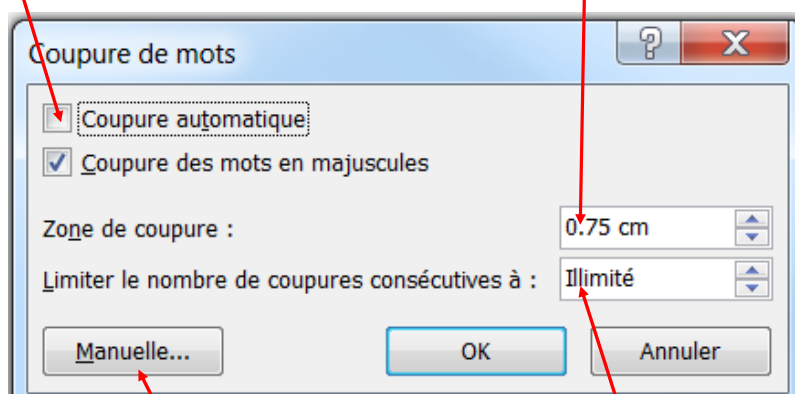 Coupure de mots
Coupure automatique
Coupure des mots en majuscules
Zone de coupure : 0.75 cm
Limiter le nombre de coupures consécutives à : Illimité
Manuelle... OK Annuler